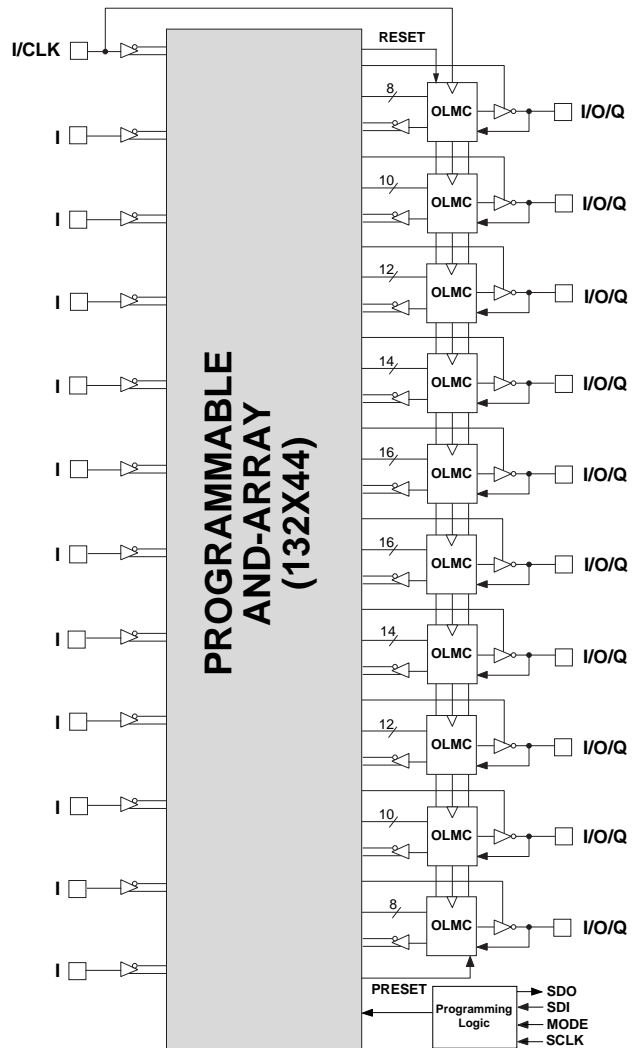 RESET
I/CLK
8
OLMC
I/O/Q
I
10
OLMC
I/O/Q
I
12
OLMC
I/O/Q
I
14
OLMC
I/O/Q
I
PROGRAMMABLE
AND-ARRAY
(132X44)
16
OLMC
I/O/Q
I
16
OLMC
I/O/Q
I
14
OLMC
I/O/Q
I
12
OLMC
I/O/Q
I
10
OLMC
I/O/Q
I
8
OLMC
I/O/Q
I
I
PRESET
Programming
Logic
SDO
SDI
MODE
SCLK